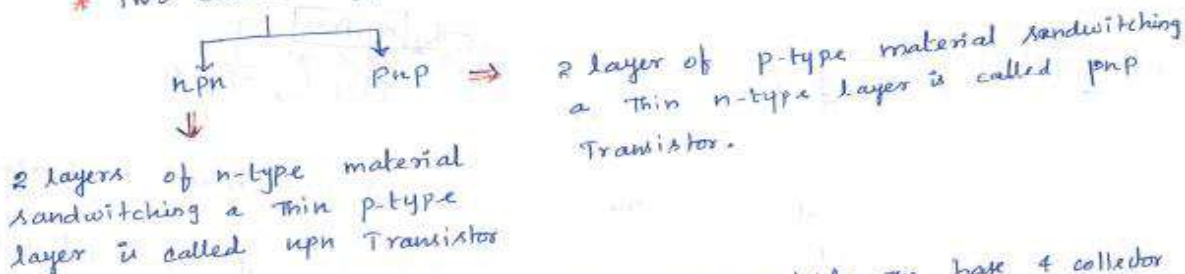 *
npn pnp ⇒ 2 layer of p-type material sandwitching
a Thin n-type layer is called pnp
Transistor.
2 layers of n-type material
sandwitching a Thin p-type
layer is called npn Transistor
base & collector